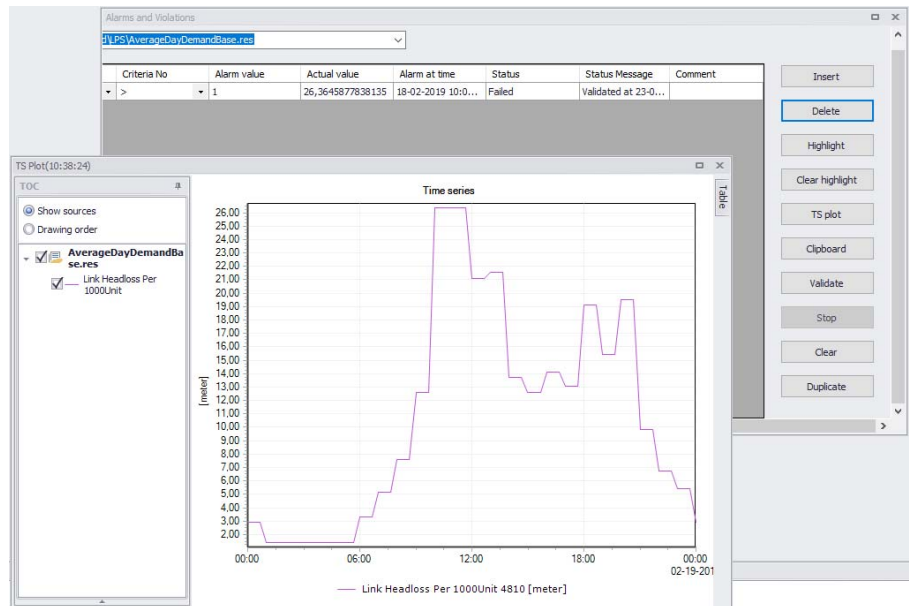 Alarms and Violations
d\LPS\AverageDayDemandBase.res
Criteria No Alarm value Actual value Alarm at time Status Status Message Comment
> 1 26,3645877838135 18-02-2019 10:0... Failed Validated at 23-0...
Insert
Delete
Highlight
Clear highlight
TS plot
Clipboard
Validate
Stop
Clear
Duplicate
TS Plot(10:38:24)
TOC
Show sources
Drawing order
AverageDayDemandBa
se.res
Link Headloss Per
1000Unit
Table
Time series
[meter]
26,00
25,00
24,00
23,00
22,00
21,00
20,00
19,00
18,00
17,00
16,00
15,00
14,00
13,00
12,00
11,00
10,00
9,00
8,00
7,00
6,00
5,00
4,00
3,00
2,00
00:00 06:00 12:00 18:00 00:00
02-19-201
Link Headloss Per 1000Unit 4810 [meter]